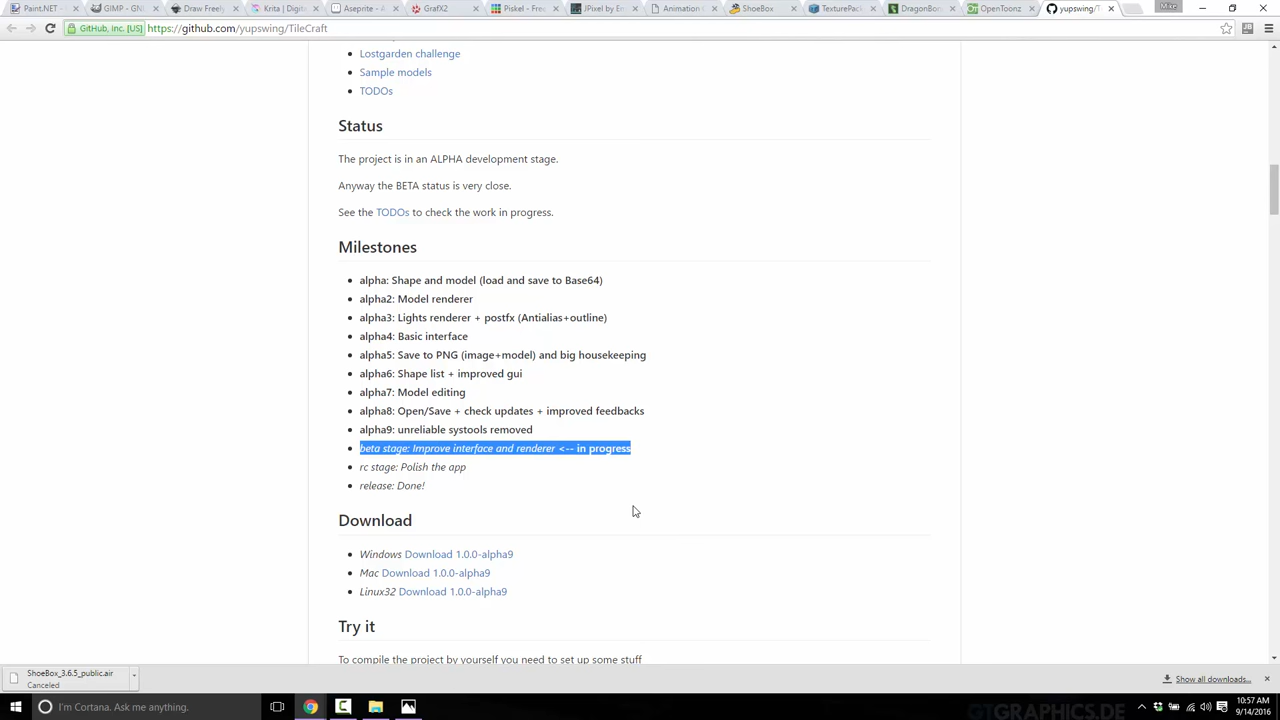 Paint.NET -
GIMP - GN
Draw Freely
Krita | Digit
Aseprite - A
GrafX2
Piskel - Free
JPixel by En
Animation C
ShoeBox
TexturePack
DragonBon
OpenToonz
yupswing/Ti
Mike
GitHub, Inc. [US] https://github.com/yupswing/TileCraft
Lostgarden challenge
Sample models
TODOs
Status
The project is in an ALPHA development stage.
Anyway the BETA status is very close.
See the TODOs to check the work in progress.
Milestones
alpha: Shape and model (load and save to Base64)
alpha2: Model renderer
alpha3: Lights renderer + postfx (Antialias+outline)
alpha4: Basic interface
alpha5: Save to PNG (image+model) and big housekeeping
alpha6: Shape list + improved gui
alpha7: Model editing
alpha8: Open/Save + check updates + improved feedbacks
alpha9: unreliable systools removed
beta stage: Improve interface and renderer <-- in progress
rc stage: Polish the app
release: Done!
Download
Windows Download 1.0.0-alpha9
Mac Download 1.0.0-alpha9
Linux32 Download 1.0.0-alpha9
Try it
To compile the project by yourself you need to set up some stuff
ShoeBox_3.6.5_public.air
Canceled
Show all downloads...
I'm Cortana. Ask me anything.
10:57 AM
9/14/2016
GTGRAPHICS.DE